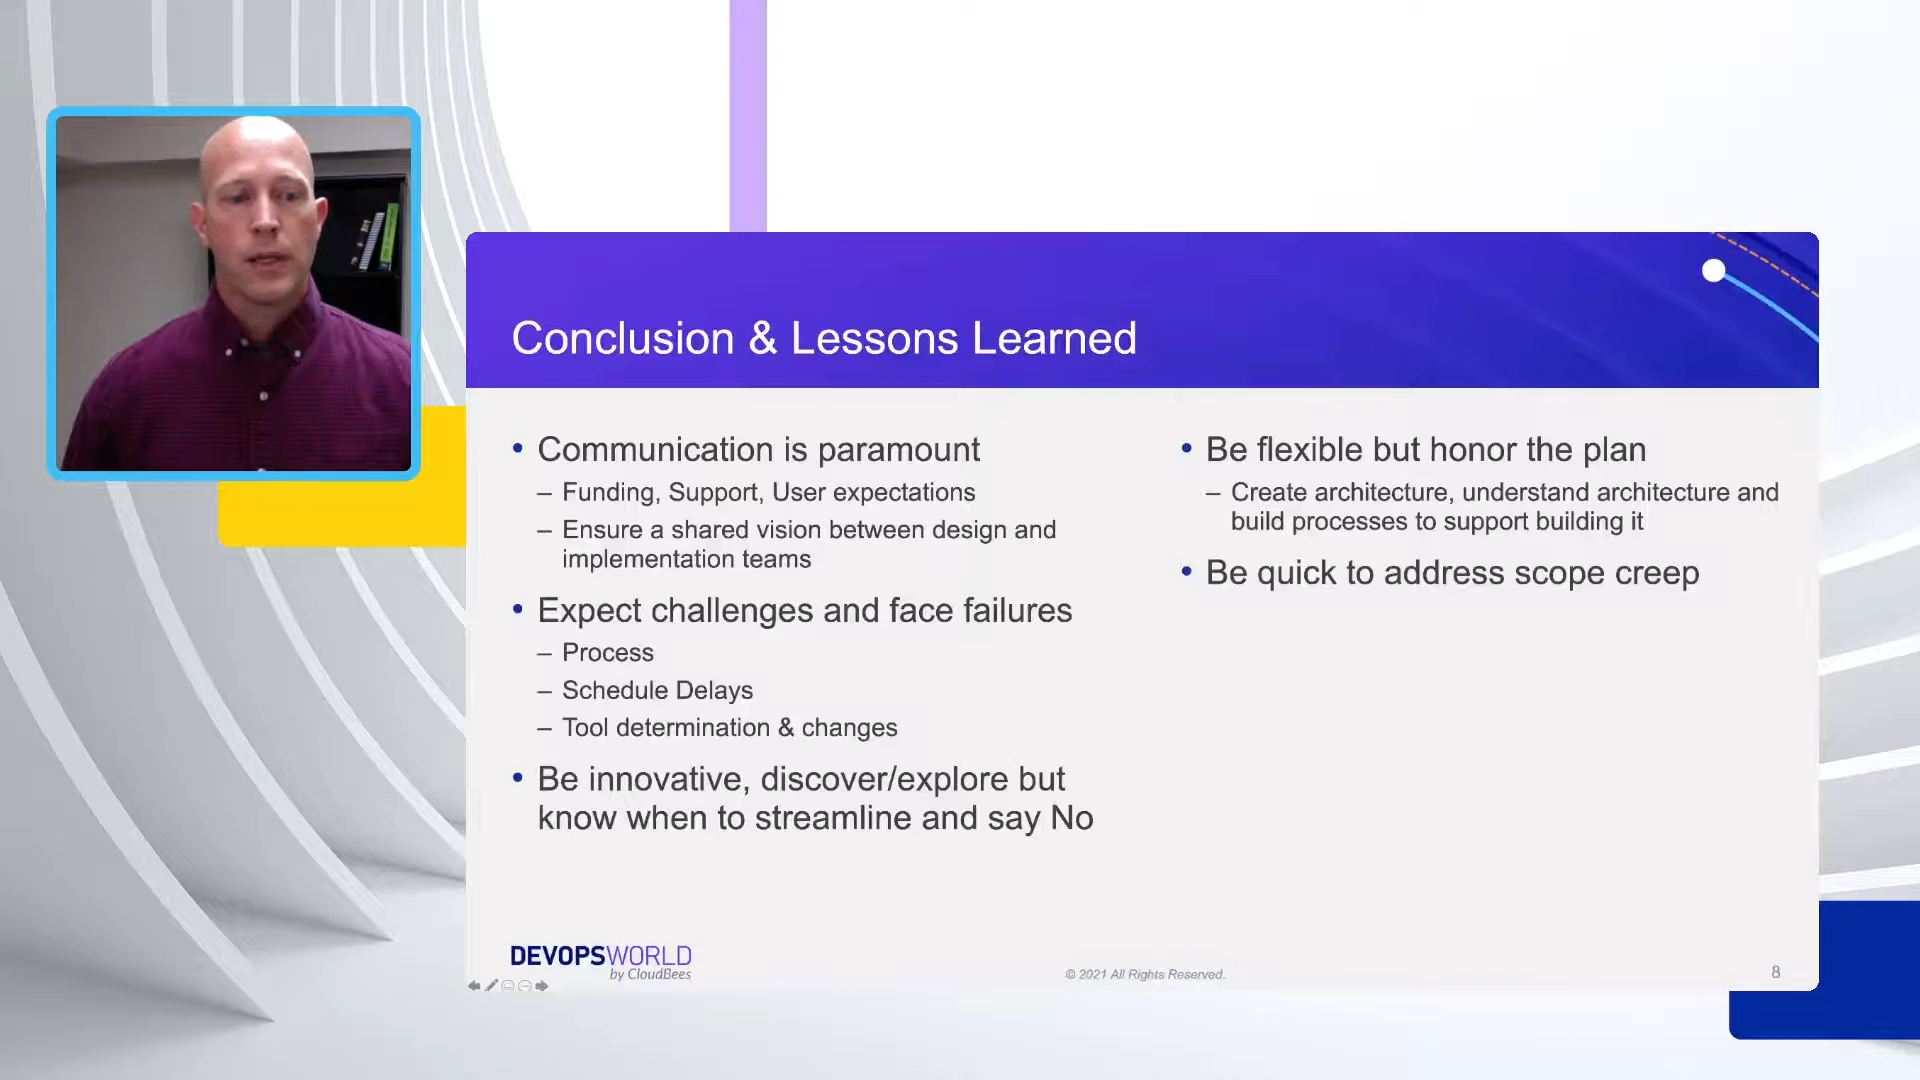 Conclusion & Lessons Learned
• Communication is paramount
– Funding, Support, User expectations
– Ensure a shared vision between design and
implementation teams
• Expect challenges and face failures
– Process
– Schedule Delays
– Tool determination & changes
• Be innovative, discover/explore but
know when to streamline and say No
• Be flexible but honor the plan
– Create architecture, understand architecture and
build processes to support building it
• Be quick to address scope creep
DEVOPSWORLD
by CloudBees
© 2021 All Rights Reserved.
8